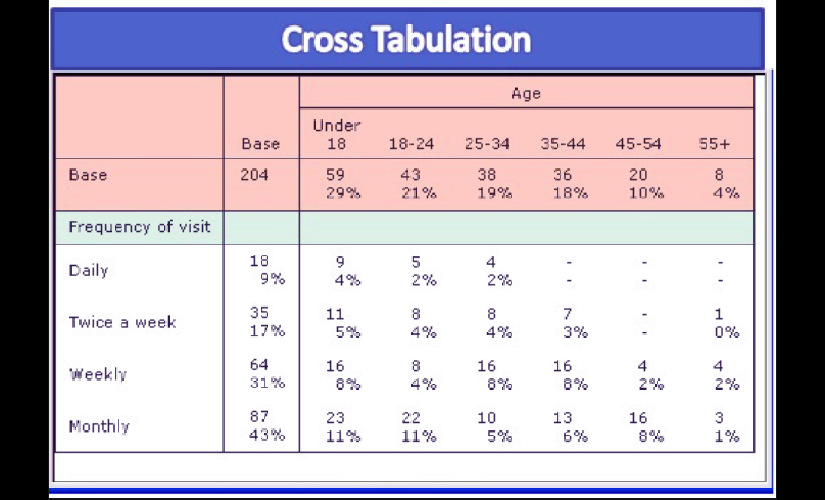 Cross Tabulation
Age
Under
Base 18 18-24 25-34 35-44 45-54 55+
Base 204 59 43 38 36 20 8
29% 21% 19% 18% 10% 4%
Frequency of visit
Daily 18 9 5 4 - - -
9% 4% 2% 2% - - -
Twice a week 35 11 8 8 7 - 1
17% 5% 4% 4% 3% - 0%
Weekly 64 16 8 16 16 4 4
31% 8% 4% 8% 8% 2% 2%
Monthly 87 23 22 10 13 16 3
43% 11% 11% 5% 6% 8% 1%